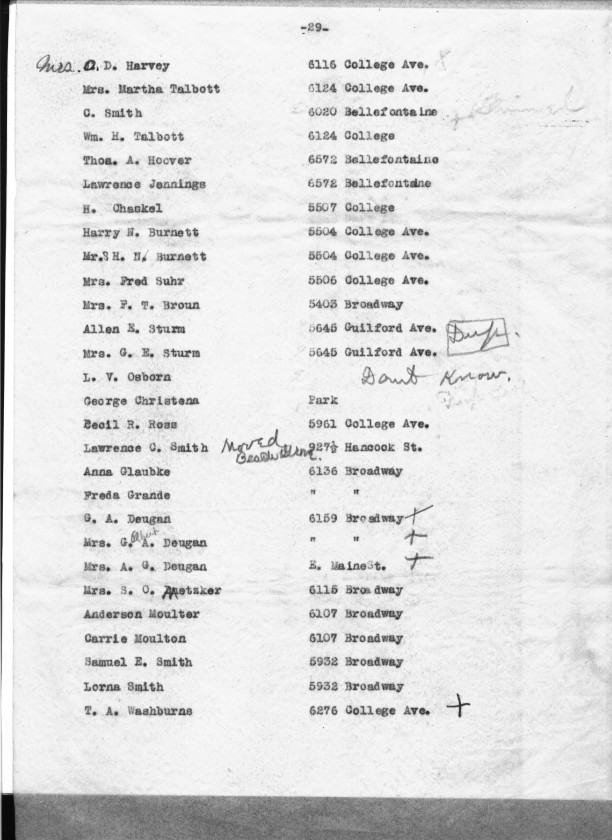 -29-
Mrs. A. D. Harvey 6116 College Ave.
Mrs. Martha Talbott 6124 College Ave.
C. Smith 6020 Bellefontaine
Wm. H. Talbott 6124 College
Thos. A. Hoover 6572 Bellefontaine
Lawrence Jennings 6572 Bellefontaine
H. Chaskel 5507 College
Harry N. Burnett 5504 College Ave.
Mr.S H. N. Burnett 5504 College Ave.
Mrs. Fred Suhr 5506 College Ave.
Mrs. F. T. Broun 5403 Broadway
Allen E. Sturm 5645 Guilford Ave. Dup.
Mrs. G. E. Sturm 5645 Guilford Ave.
L. V. Osborn Dont Know.
George Christena Park
Cecil R. Ross 5961 College Ave.
Lawrence C. Smith Moved 927½ Hancock St.
Anna Glaubke 6136 Broadway
Freda Grande " "
G. A. Deugan 6159 Broadway +
Mrs. G. Albert A. Deugan " " +
Mrs. A. G. Deugan E. Maine St. +
Mrs. S. O. Metzker 6115 Broadway
Anderson Moulter 6107 Broadway
Carrie Moulton 6107 Broadway
Samuel E. Smith 5932 Broadway
Lorna Smith 5932 Broadway
T. A. Washburne 6276 College Ave. +